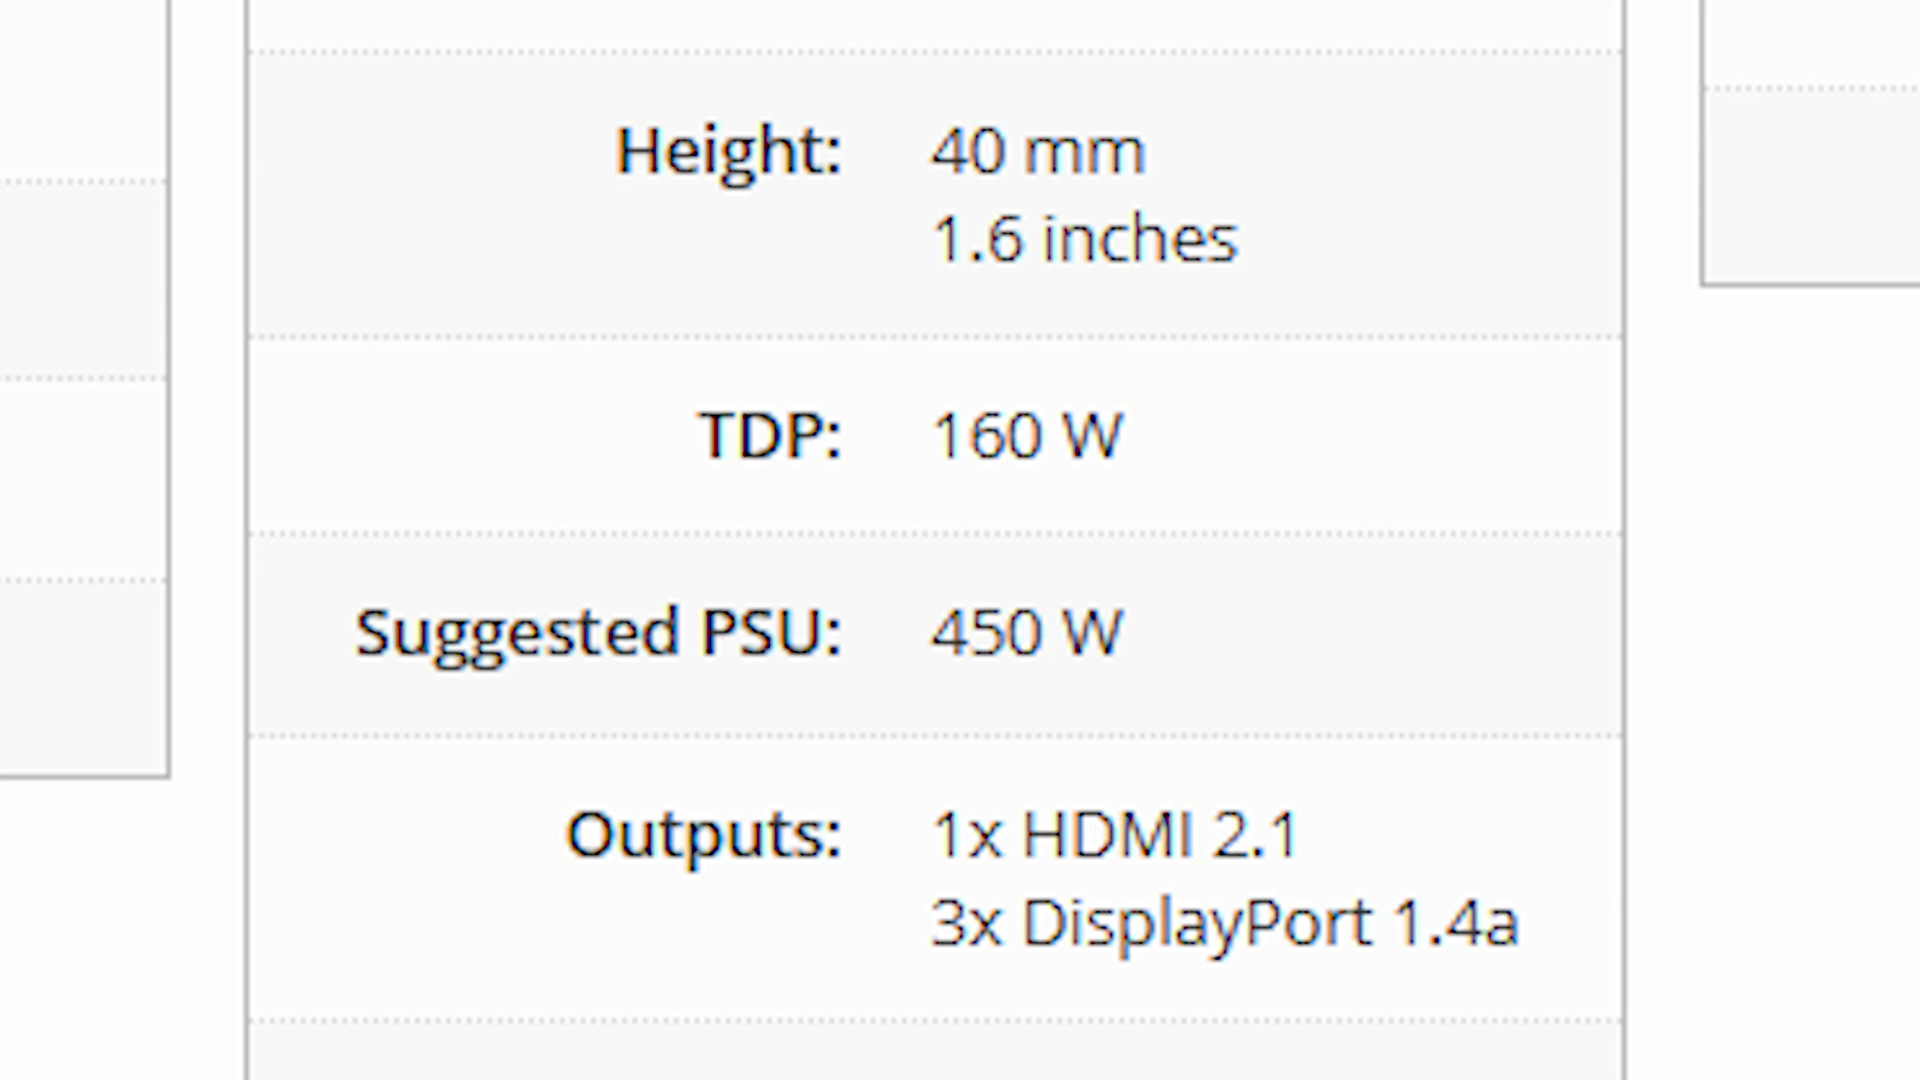 Height: 40 mm
1.6 inches
TDP: 160 W
Suggested PSU: 450 W
Outputs: 1x HDMI 2.1
3x DisplayPort 1.4a